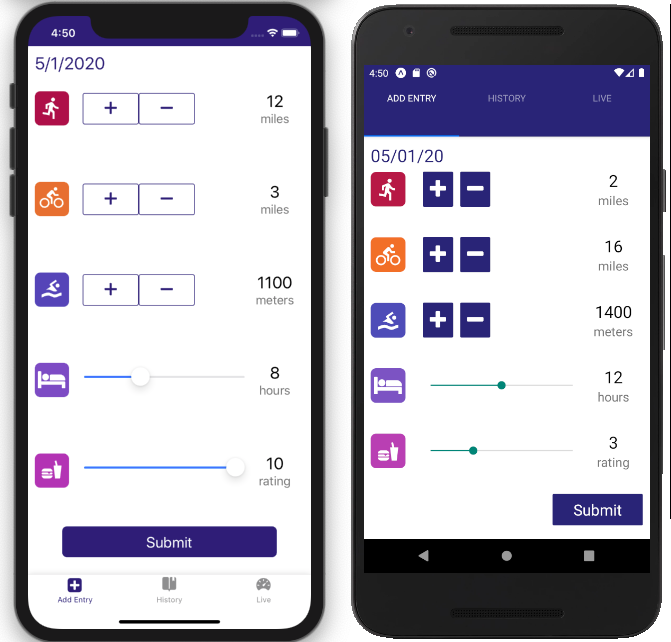 4:50
5/1/2020
12
miles
3
miles
1100
meters
8
hours
10
rating
Submit
Add Entry History Live
4:50
ADD ENTRY HISTORY LIVE
05/01/20
2
miles
16
miles
1400
meters
12
hours
3
rating
Submit